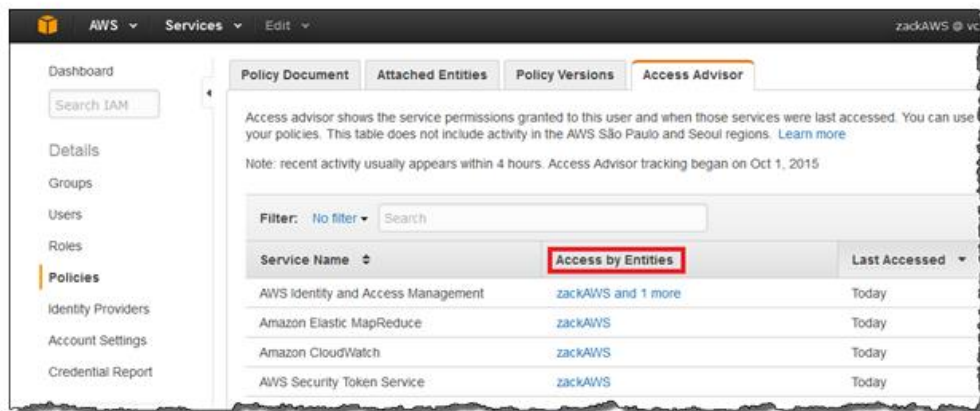 AWS Services Edit zackAWS @ vc
Dashboard
Search IAM
Details
Groups
Users
Roles
Policies
Identity Providers
Account Settings
Credential Report
Policy Document Attached Entities Policy Versions Access Advisor
Access advisor shows the service permissions granted to this user and when those services were last accessed. You can use
your policies. This table does not include activity in the AWS São Paulo and Seoul regions. Learn more
Note: recent activity usually appears within 4 hours. Access Advisor tracking began on Oct 1, 2015
Filter: No filter Search
Service Name Access by Entities Last Accessed
AWS Identity and Access Management zackAWS and 1 more Today
Amazon Elastic MapReduce zackAWS Today
Amazon CloudWatch zackAWS Today
AWS Security Token Service zackAWS Today